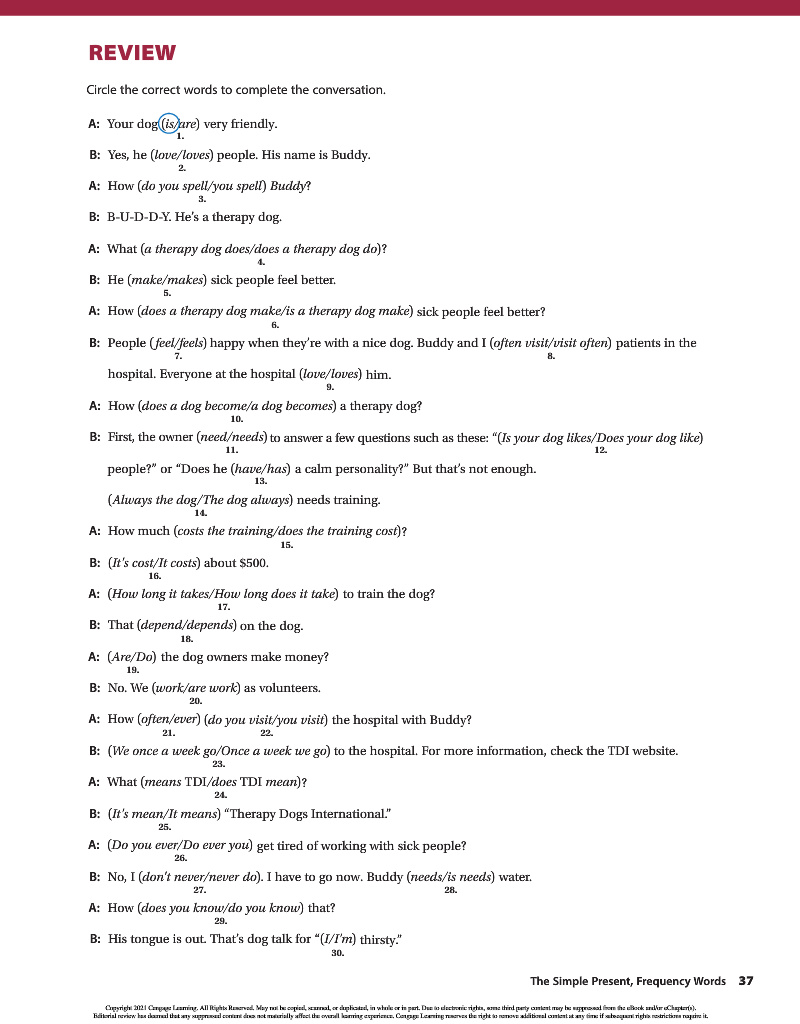 REVIEW
Circle the correct words to complete the conversation.
A: Your dog (is/are) very friendly.
1.
B: Yes, he (love/loves) people. His name is Buddy.
2.
A: How (do you spell/you spell) Buddy?
3.
B: B-U-D-D-Y. He's a therapy dog.
A: What (a therapy dog does/does a therapy dog do)?
4.
B: He (make/makes) sick people feel better.
5.
A: How (does a therapy dog make/is a therapy dog make) sick people feel better?
6.
B: People (feel/feels) happy when they're with a nice dog. Buddy and I (often visit/visit often) patients in the
7. 8.
hospital. Everyone at the hospital (love/loves) him.
9.
A: How (does a dog become/a dog becomes) a therapy dog?
10.
B: First, the owner (need/needs) to answer a few questions such as these: "(Is your dog likes/Does your dog like)
11. 12.
people?" or "Does he (have/has) a calm personality?" But that's not enough.
13.
(Always the dog/The dog always) needs training.
14.
A: How much (costs the training/does the training cost)?
15.
B: (It's cost/It costs) about $500.
16.
A: (How long it takes/How long does it take) to train the dog?
17.
B: That (depend/depends) on the dog.
18.
A: (Are/Do) the dog owners make money?
19.
B: No. We (work/are work) as volunteers.
20.
A: How (often/ever) (do you visit/you visit) the hospital with Buddy?
21. 22.
B: (We once a week go/Once a week we go) to the hospital. For more information, check the TDI website.
23.
A: What (means TDI/does TDI mean)?
24.
B: (It's mean/It means) "Therapy Dogs International."
25.
A: (Do you ever/Do ever you) get tired of working with sick people?
26.
B: No, I (don't never/never do). I have to go now. Buddy (needs/is needs) water.
27. 28.
A: How (does you know/do you know) that?
29.
B: His tongue is out. That's dog talk for "(I/I'm) thirsty."
30.
The Simple Present, Frequency Words 37
Copyright 2021 Cengage Learning. All Rights Reserved. May not be copied, scanned, or duplicated, in whole or in part. Due to electronic rights, some third party content may be suppressed from the eBook and/or eChapter(s).
Editorial review has deemed that any suppressed content does not materially affect the overall learning experience. Cengage Learning reserves the right to remove additional content at any time if subsequent rights restrictions require it.